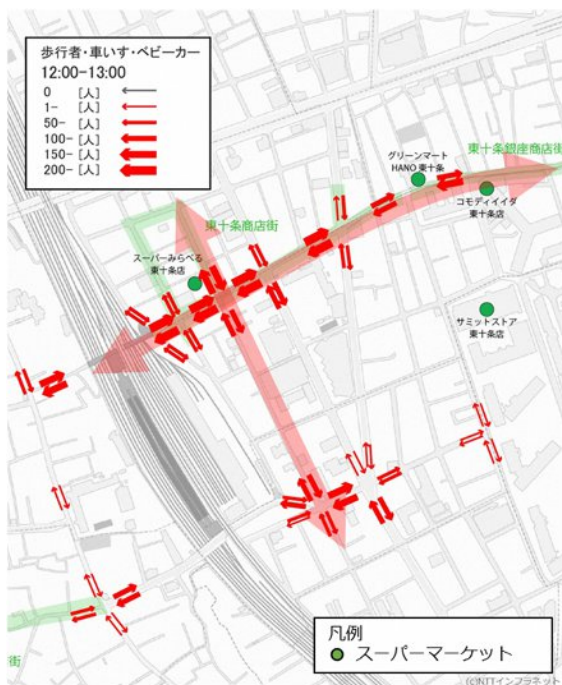 歩行者・車いす・ベビーカー
12:00-13:00
0 [人]
1- [人]
50- [人]
100- [人]
150- [人]
200- [人]
グリーンマート
HANO 東十条
東十条銀座商店街
コモディイイダ
東十条店
東十条商店街
スーパーみらべる
東十条店
サミットストア
東十条店
凡例
スーパーマーケット
街
(c)NTTインフラネット